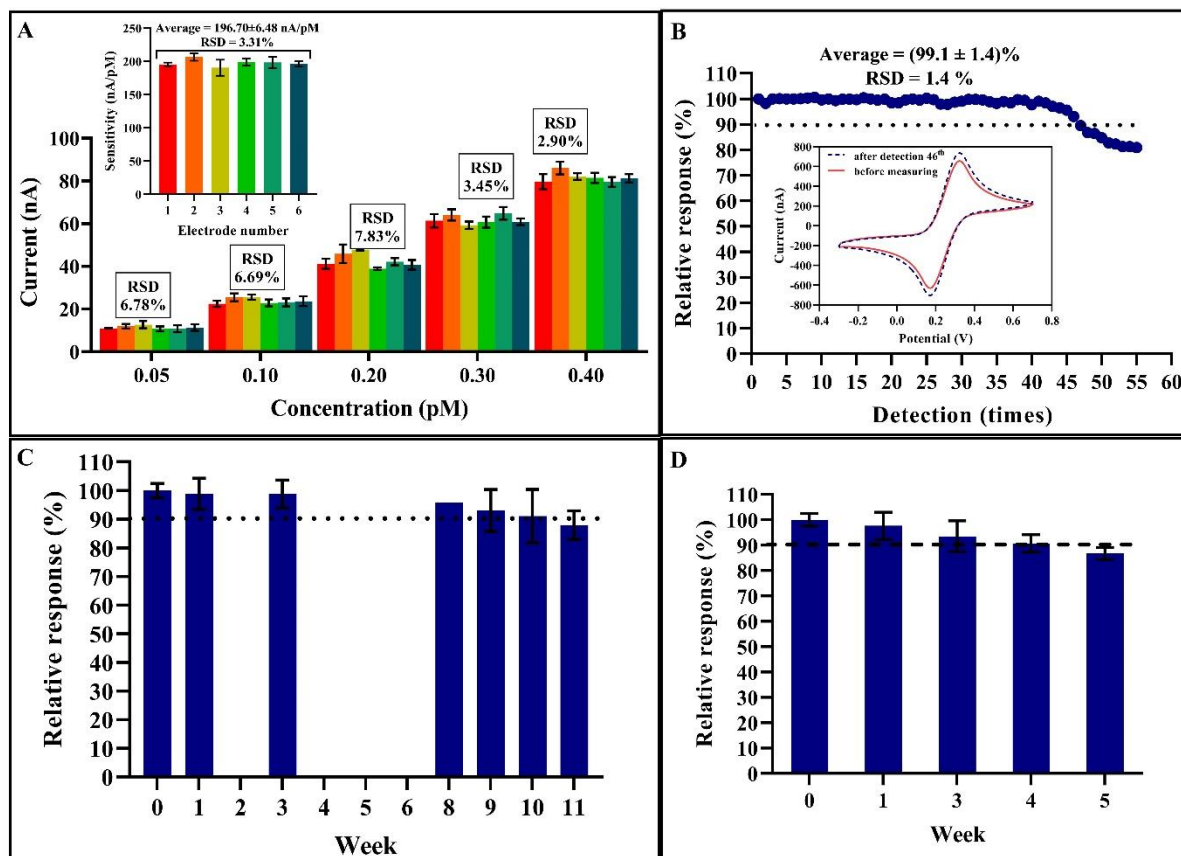 A
Average = 196.70±6.48 nA/pM
RSD = 3.31%
250
200
150
100
50
0
Sensitivity (nA/pM)
1 2 3 4 5 6
Electrode number
RSD
6.78%
RSD
6.69%
RSD
7.83%
RSD
3.45%
RSD
2.90%
100
80
60
40
20
0
Current (nA)
0.05 0.10 0.20 0.30 0.40
Concentration (pM)
B
Average = (99.1 ± 1.4)%
RSD = 1.4 %
110
100
90
80
70
60
50
40
30
20
10
0
Relative response (%)
after detection 46th
before measuring
800
600
400
200
0
-200
-400
-600
-800
Current (nA)
-0.4 0.0 0.2 0.4 0.6 0.8
Potential (V)
0 5 10 15 20 25 30 35 40 45 50 55 60
Detection (times)
C
110
100
90
80
70
60
50
40
30
20
10
0
Relative response (%)
0 1 2 3 4 5 6 8 9 10 11
Week
D
110
100
90
80
70
60
50
40
30
20
10
0
Relative response (%)
0 1 3 4 5
Week